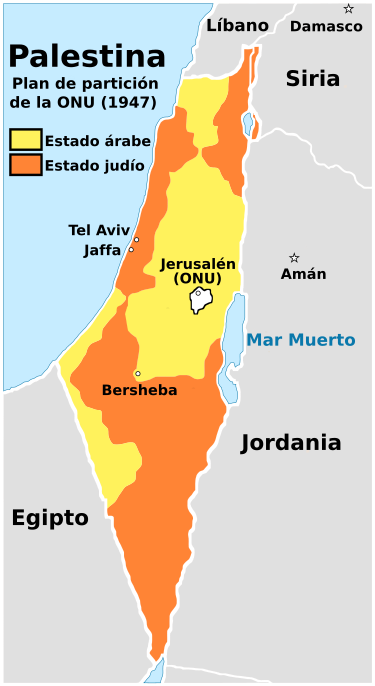 Líbano
Damasco
Palestina
Plan de partición
de la ONU (1947)
Siria
Estado árabe
Estado judío
Tel Aviv
Jaffa
Jerusalén
(ONU)
Amán
Mar Muerto
Bersheba
Jordania
Egipto